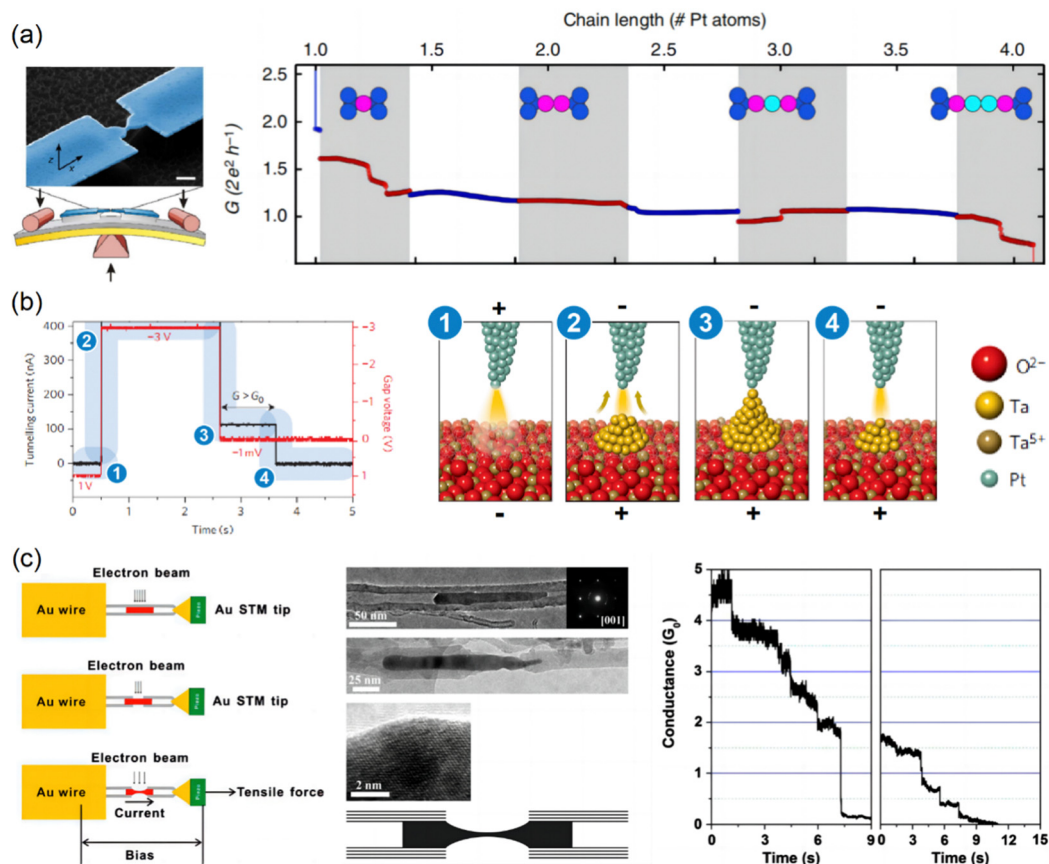 (a)
Chain length (# Pt atoms)
1.0 1.5 2.0 2.5 3.0 3.5 4.0
2.5
2.0
1.5
1.0
G (2e² h⁻¹)
z
x
(b)
400
300
200
100
0
Tunnelling current (nA)
0 1 2 3 4 5
Time (s)
−3
−2
−1
0
1
Gap voltage (V)
2
−3 V
G > G₀
3
−1 mV
4
1
1 V
1 2 3 4
+ - - -
- + + +
O²⁻
Ta
Ta⁵⁺
Pt
(c)
Electron beam
Au wire
Piezo
Au STM tip
Electron beam
Au wire
Piezo
Au STM tip
Electron beam
Au wire
Piezo
Tensile force
Current
Bias
50 nm
[001]
25 nm
2 nm
5
4
3
2
1
0
Conductance (G₀)
0 3 6 9 0 3 6 9 12 15
Time (s) Time (s)